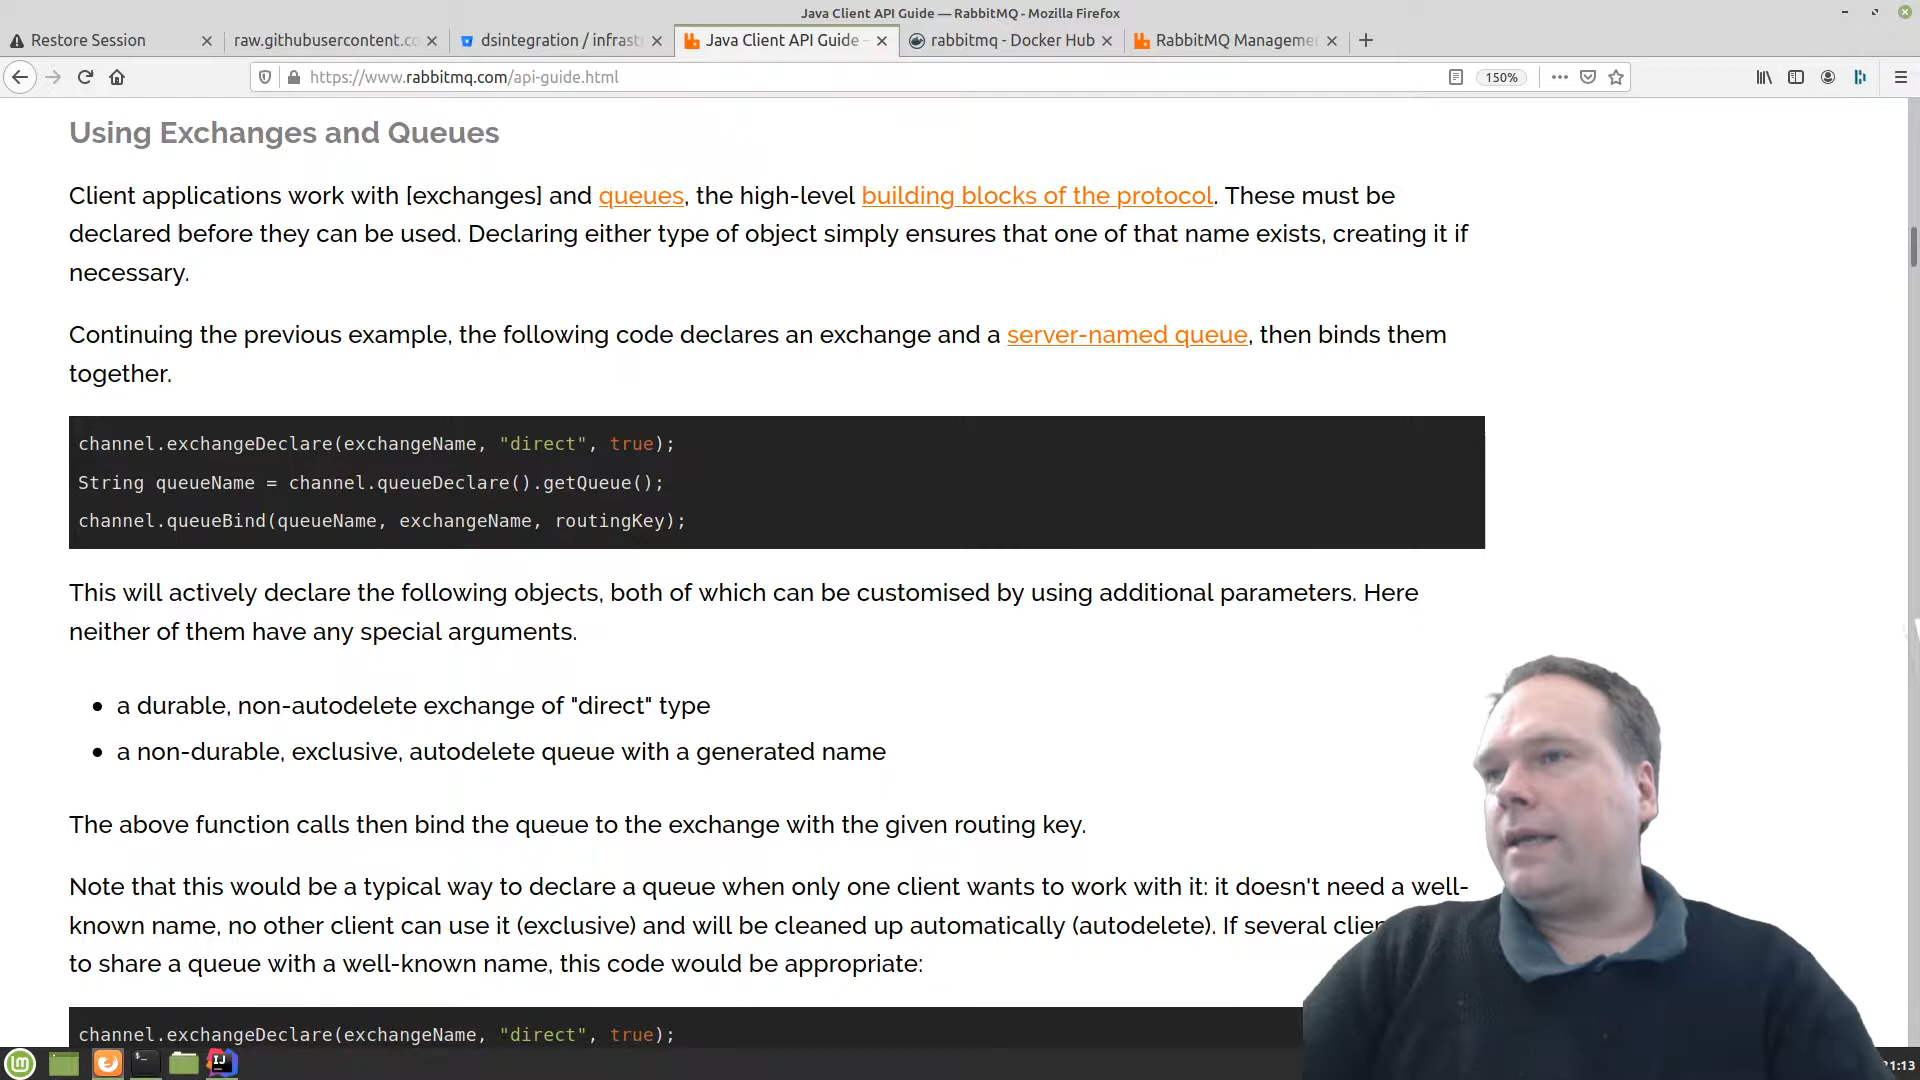 Java Client API Guide — RabbitMQ - Mozilla Firefox
Restore Session
raw.githubusercontent.co
dsintegration / infrast
Java Client API Guide —
rabbitmq - Docker Hub
RabbitMQ Manageme
https://www.rabbitmq.com/api-guide.html
150%
Using Exchanges and Queues
Client applications work with [exchanges] and queues, the high-level building blocks of the protocol. These must be
declared before they can be used. Declaring either type of object simply ensures that one of that name exists, creating it if
necessary.
Continuing the previous example, the following code declares an exchange and a server-named queue, then binds them
together.
channel.exchangeDeclare(exchangeName, "direct", true);
String queueName = channel.queueDeclare().getQueue();
channel.queueBind(queueName, exchangeName, routingKey);
This will actively declare the following objects, both of which can be customised by using additional parameters. Here
neither of them have any special arguments.
• a durable, non-autodelete exchange of "direct" type
• a non-durable, exclusive, autodelete queue with a generated name
The above function calls then bind the queue to the exchange with the given routing key.
Note that this would be a typical way to declare a queue when only one client wants to work with it: it doesn't need a well-
known name, no other client can use it (exclusive) and will be cleaned up automatically (autodelete). If several clien
to share a queue with a well-known name, this code would be appropriate:
channel.exchangeDeclare(exchangeName, "direct", true);
IJ
1:13